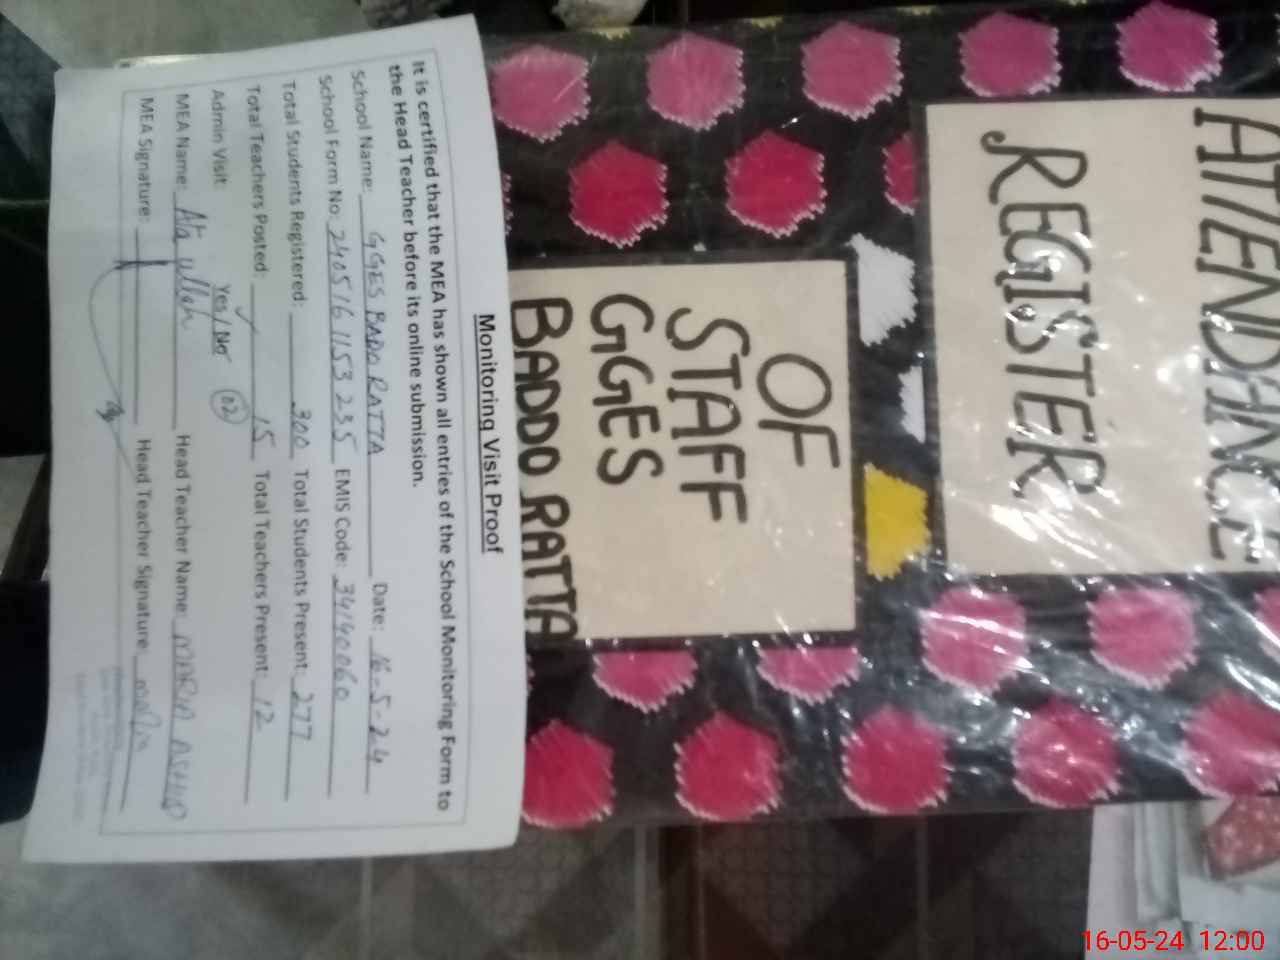 ATTENDANCE
REGISTER
OF
STAFF
GGES
BADDO RATTA
Monitoring Visit Proof
It is certified that the MEA has shown all entries of the School Monitoring Form to
the Head Teacher before its online submission.
School Name: GGES BADO RATTA Date: 16-5-24
School Form No. 2405161153235 EMIS Code: 34140060
Total Students Registered: 300 Total Students Present: 277
Total Teachers Posted: 15 Total Teachers Present: 12
Admin Visit Yes/No 02
MEA Name: Ata ullah Head Teacher Name: MARIA ASHRAF
MEA Signature: Head Teacher Signature: maria
16-05-24 12:00